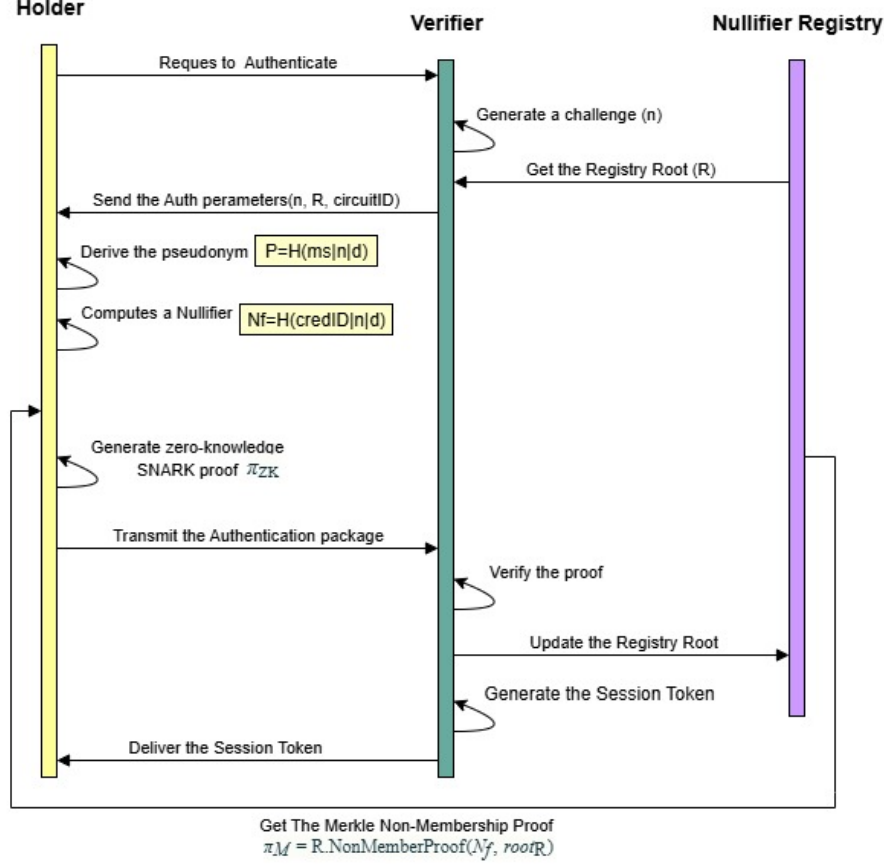 Holder
Verifier
Nullifier Registry
Reques to Authenticate
Generate a challenge (n)
Get the Registry Root (R)
Send the Auth perameters(n, R, circuitID)
Derive the pseudonym P=H(ms|n|d)
Computes a Nullifier Nf=H(credID|n|d)
Generate zero-knowledge
SNARK proof πZK
Transmit the Authentication package
Verify the proof
Update the Registry Root
Generate the Session Token
Deliver the Session Token
Get The Merkle Non-Membership Proof
πM = R.NonMemberProof(Nf, rootR)